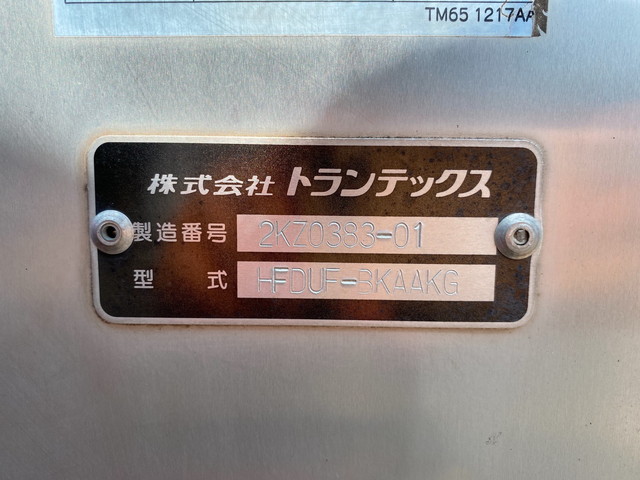 TM65 1217AA
株式会社 トランテックス
製造番号 2KZ0383-01
型式 HFDUF-BKAAKG